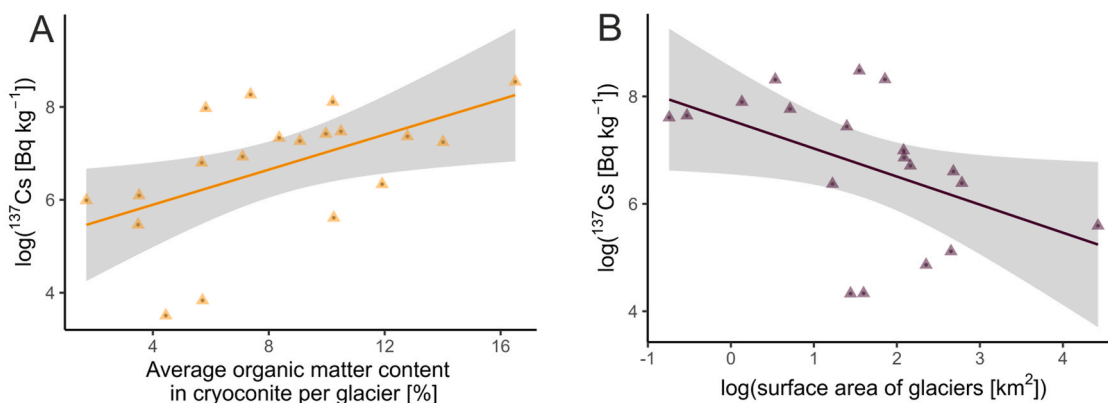 A
log(¹³⁷Cs [Bq kg⁻¹])
8
6
4
4
8
12
16
Average organic matter content
in cryoconite per glacier [%]
B
log(¹³⁷Cs [Bq kg⁻¹])
8
6
4
-1
0
1
2
3
4
log(surface area of glaciers [km²])